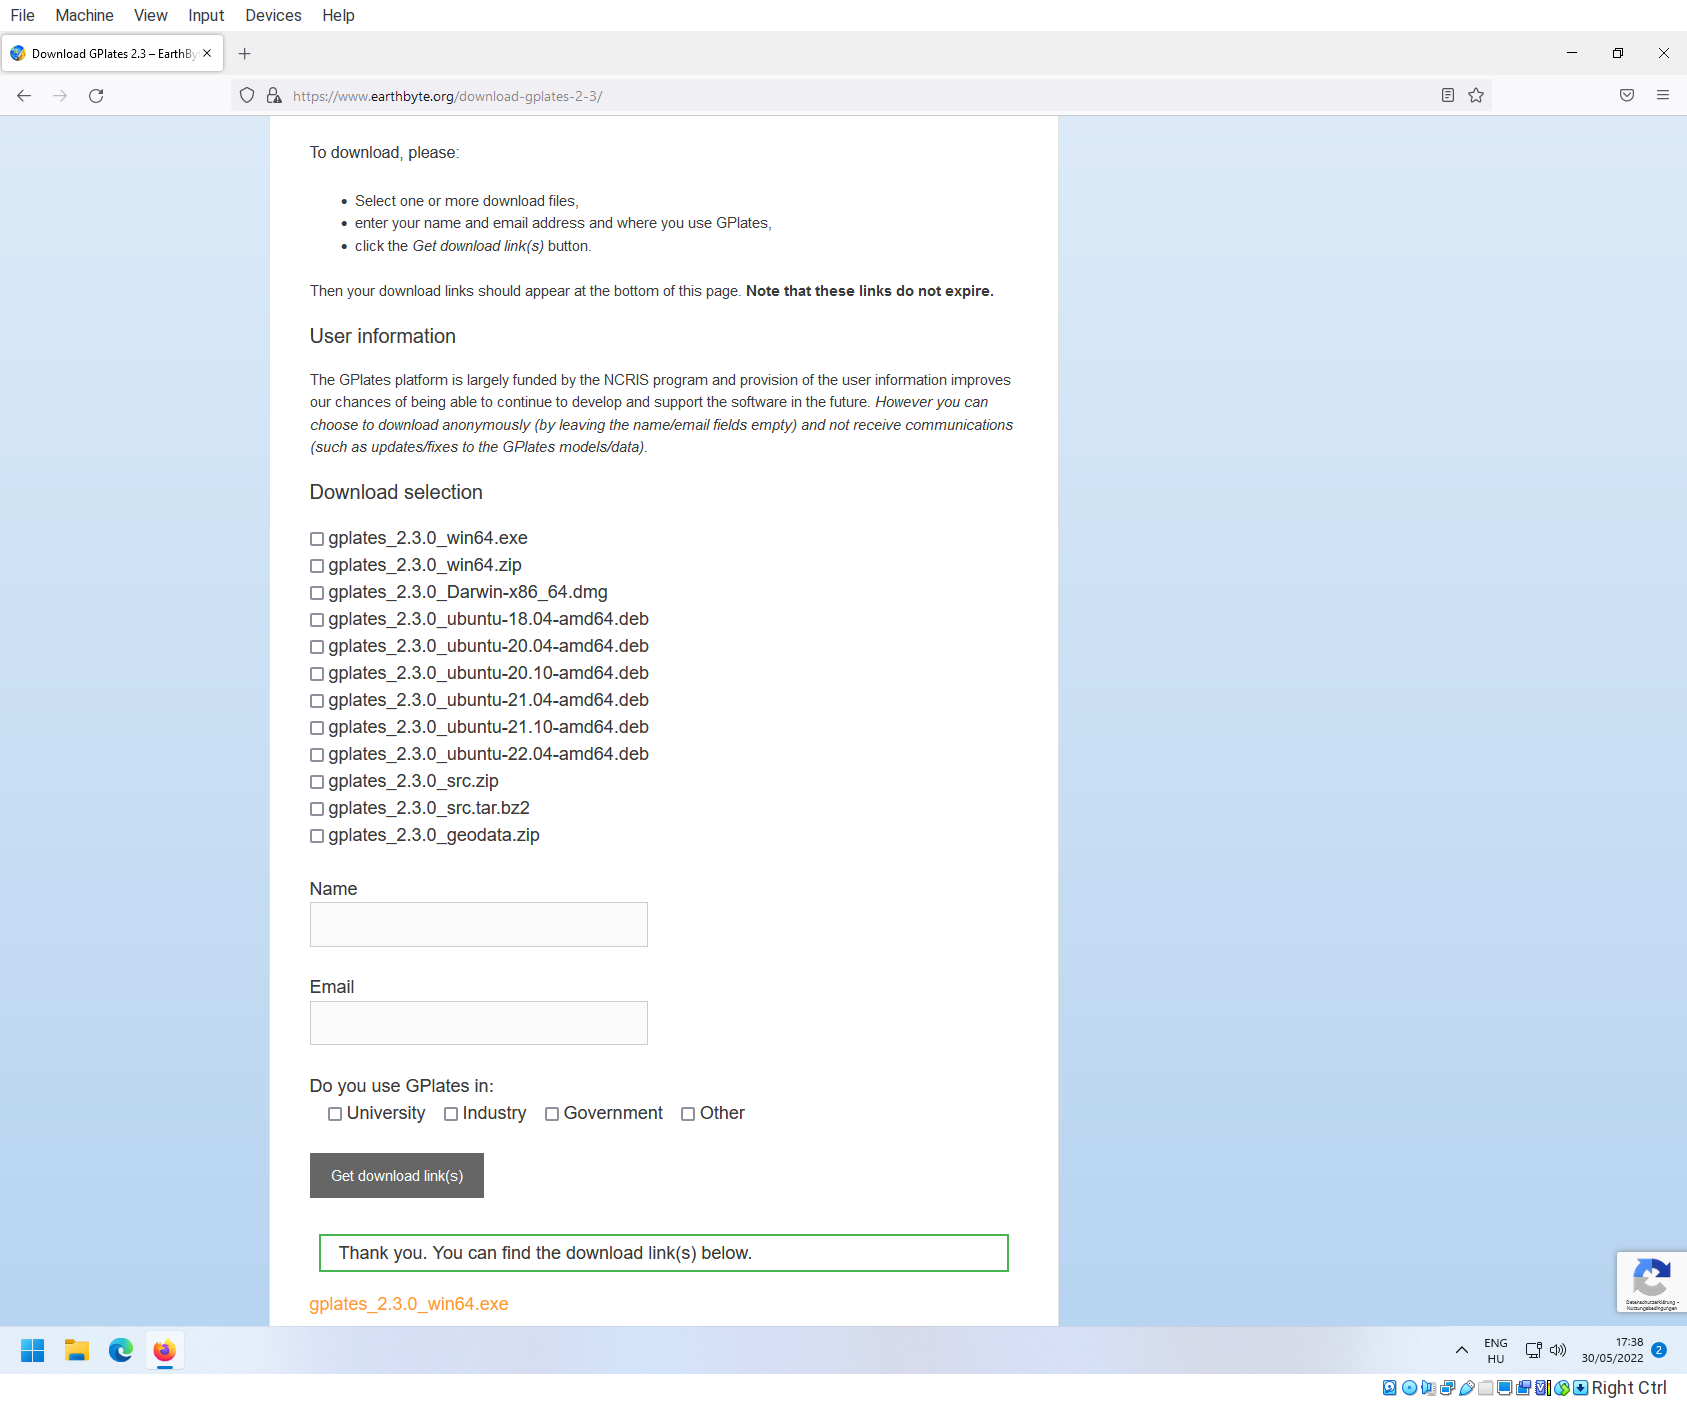 File Machine View Input Devices Help
Download GPlates 2.3 – EarthBy
https://www.earthbyte.org/download-gplates-2-3/
To download, please:
Select one or more download files,
enter your name and email address and where you use GPlates,
click the Get download link(s) button.
Then your download links should appear at the bottom of this page. Note that these links do not expire.
User information
The GPlates platform is largely funded by the NCRIS program and provision of the user information improves
our chances of being able to continue to develop and support the software in the future. However you can
choose to download anonymously (by leaving the name/email fields empty) and not receive communications
(such as updates/fixes to the GPlates models/data).
Download selection
gplates_2.3.0_win64.exe
gplates_2.3.0_win64.zip
gplates_2.3.0_Darwin-x86_64.dmg
gplates_2.3.0_ubuntu-18.04-amd64.deb
gplates_2.3.0_ubuntu-20.04-amd64.deb
gplates_2.3.0_ubuntu-20.10-amd64.deb
gplates_2.3.0_ubuntu-21.04-amd64.deb
gplates_2.3.0_ubuntu-21.10-amd64.deb
gplates_2.3.0_ubuntu-22.04-amd64.deb
gplates_2.3.0_src.zip
gplates_2.3.0_src.tar.bz2
gplates_2.3.0_geodata.zip
Name
Email
Do you use GPlates in:
University Industry Government Other
Get download link(s)
Thank you. You can find the download link(s) below.
gplates_2.3.0_win64.exe
Datenschutzerklärung -
Nutzungsbedingungen
ENG
HU
17:38
30/05/2022
2
Right Ctrl